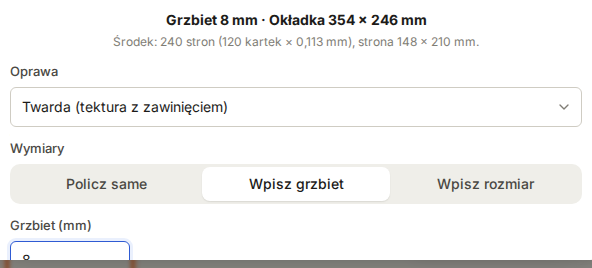 Grzbiet 8 mm · Okładka 354 × 246 mm
Środek: 240 stron (120 kartek × 0,113 mm), strona 148 × 210 mm.
Oprawa
Twarda (tektura z zawinięciem)
Wymiary
Policz same
Wpisz grzbiet
Wpisz rozmiar
Grzbiet (mm)
8